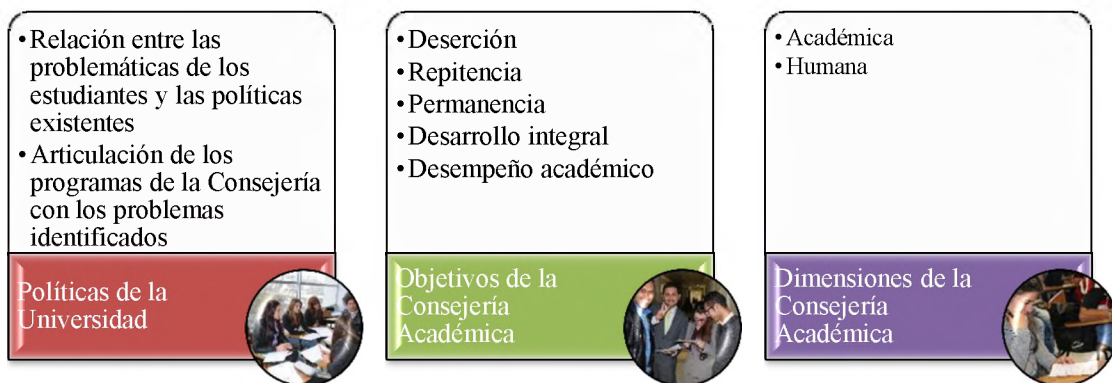 • Relación entre las
problemáticas de los
estudiantes y las políticas
existentes
• Articulación de los
programas de la Consejería
con los problemas
identificados
Políticas de la
Universidad
• Deserción
• Repitencia
• Permanencia
• Desarrollo integral
• Desempeño académico
Objetivos de la
Consejería
Académica
• Académica
• Humana
Dimensiones de la
Consejería
Académica